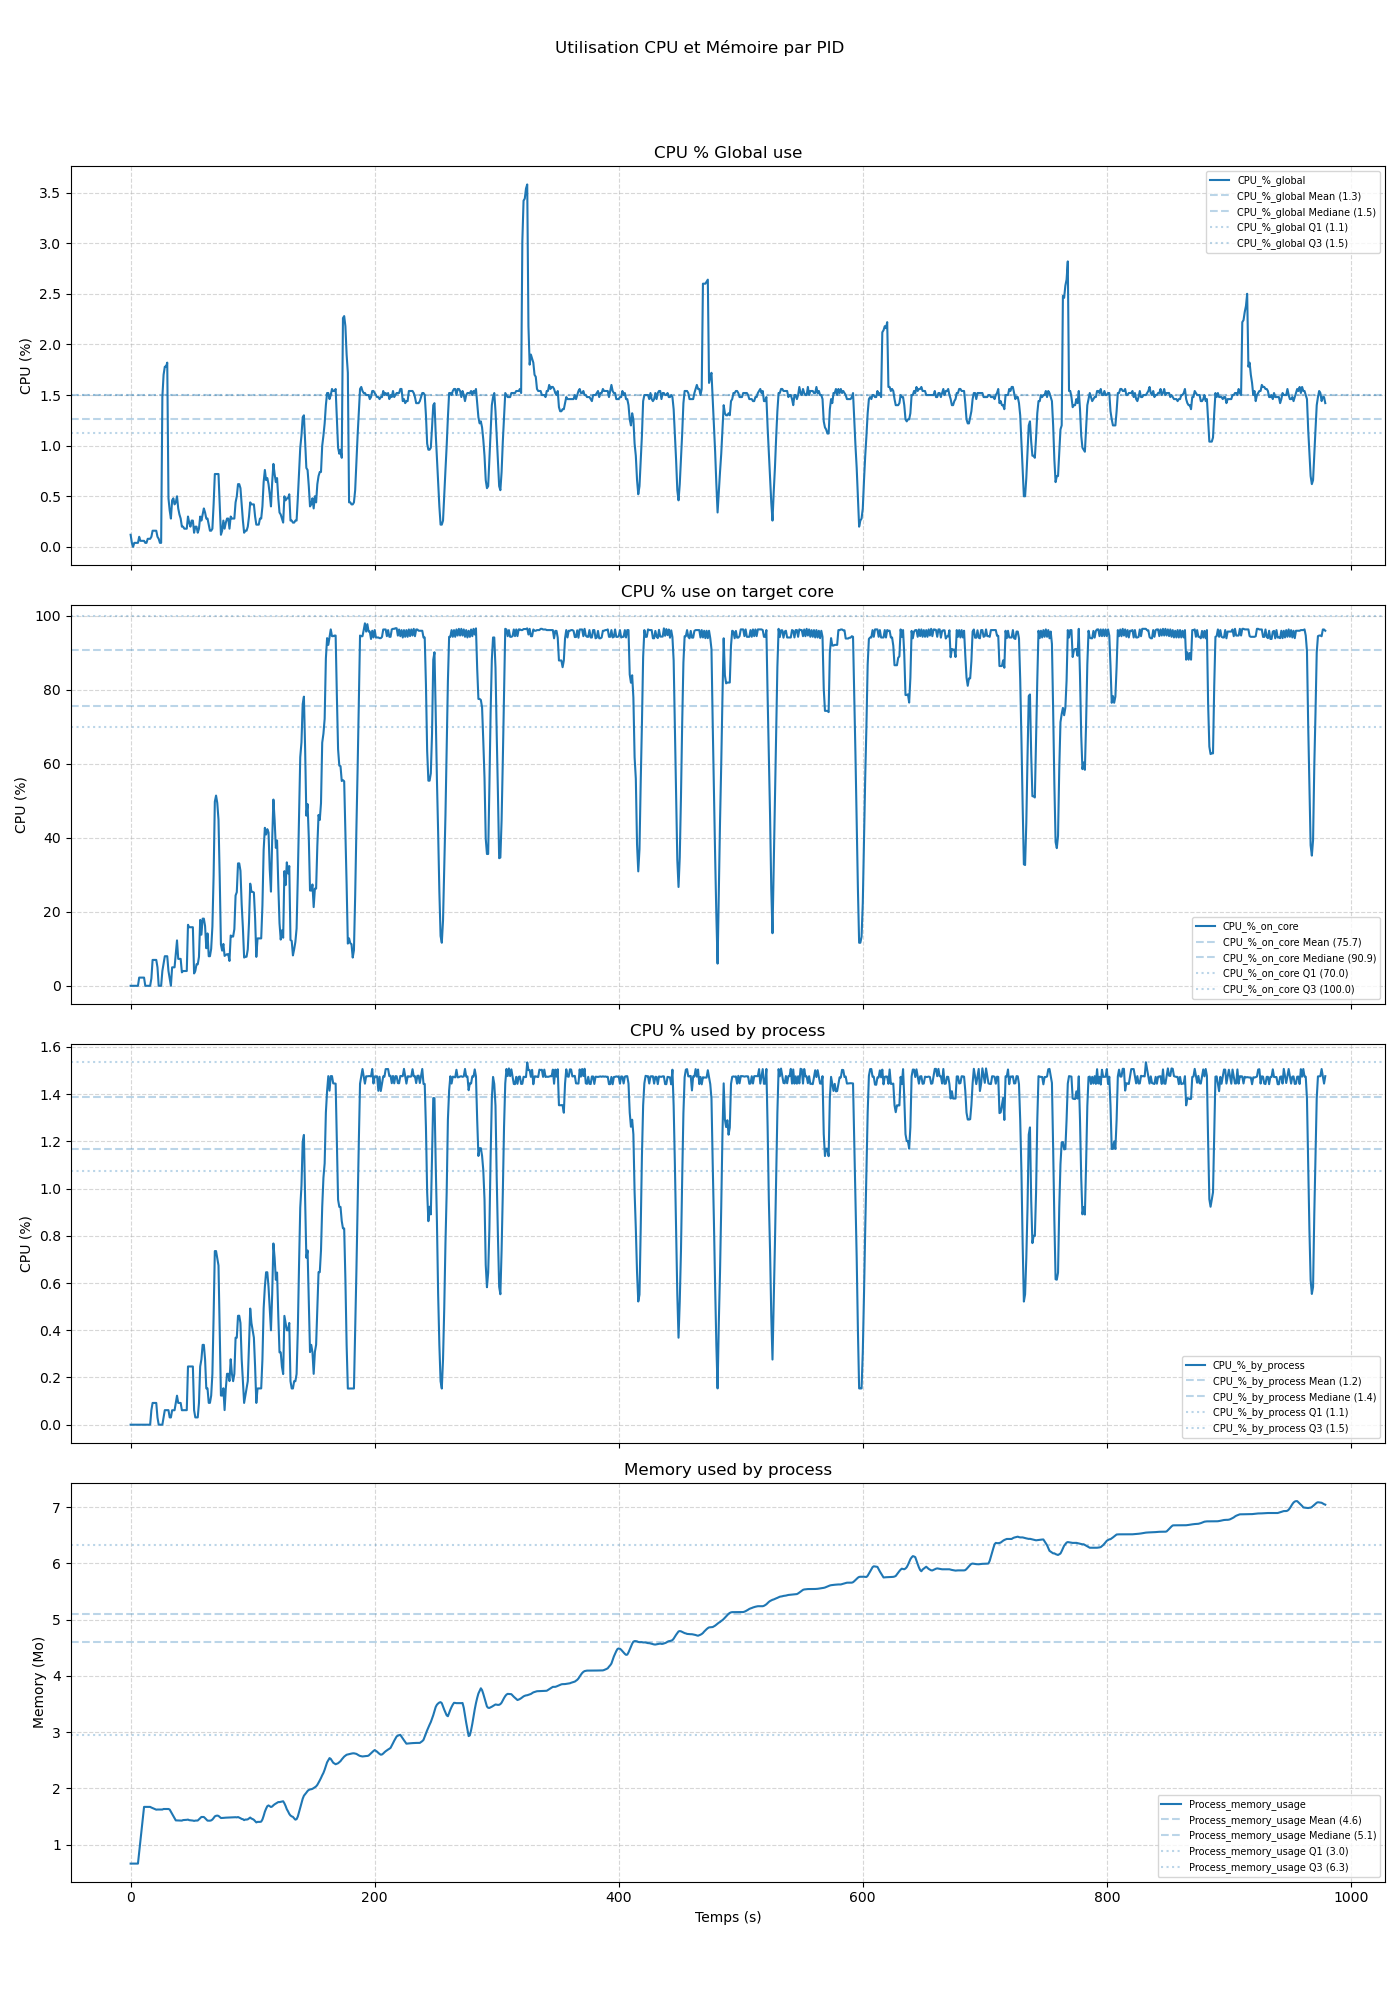 Utilisation CPU et Mémoire par PID
CPU % Global use
3.5
3.0
2.5
2.0
1.5
1.0
0.5
0.0
CPU (%)
CPU_%_global
CPU_%_global Mean (1.3)
CPU_%_global Mediane (1.5)
CPU_%_global Q1 (1.1)
CPU_%_global Q3 (1.5)
CPU % use on target core
100
80
60
40
20
0
CPU (%)
CPU_%_on_core
CPU_%_on_core Mean (75.7)
CPU_%_on_core Mediane (90.9)
CPU_%_on_core Q1 (70.0)
CPU_%_on_core Q3 (100.0)
CPU % used by process
1.6
1.4
1.2
1.0
0.8
0.6
0.4
0.2
0.0
CPU (%)
CPU_%_by_process
CPU_%_by_process Mean (1.2)
CPU_%_by_process Mediane (1.4)
CPU_%_by_process Q1 (1.1)
CPU_%_by_process Q3 (1.5)
Memory used by process
7
6
5
4
3
2
1
Memory (Mo)
Process_memory_usage
Process_memory_usage Mean (4.6)
Process_memory_usage Mediane (5.1)
Process_memory_usage Q1 (3.0)
Process_memory_usage Q3 (6.3)
0 200 400 600 800 1000
Temps (s)